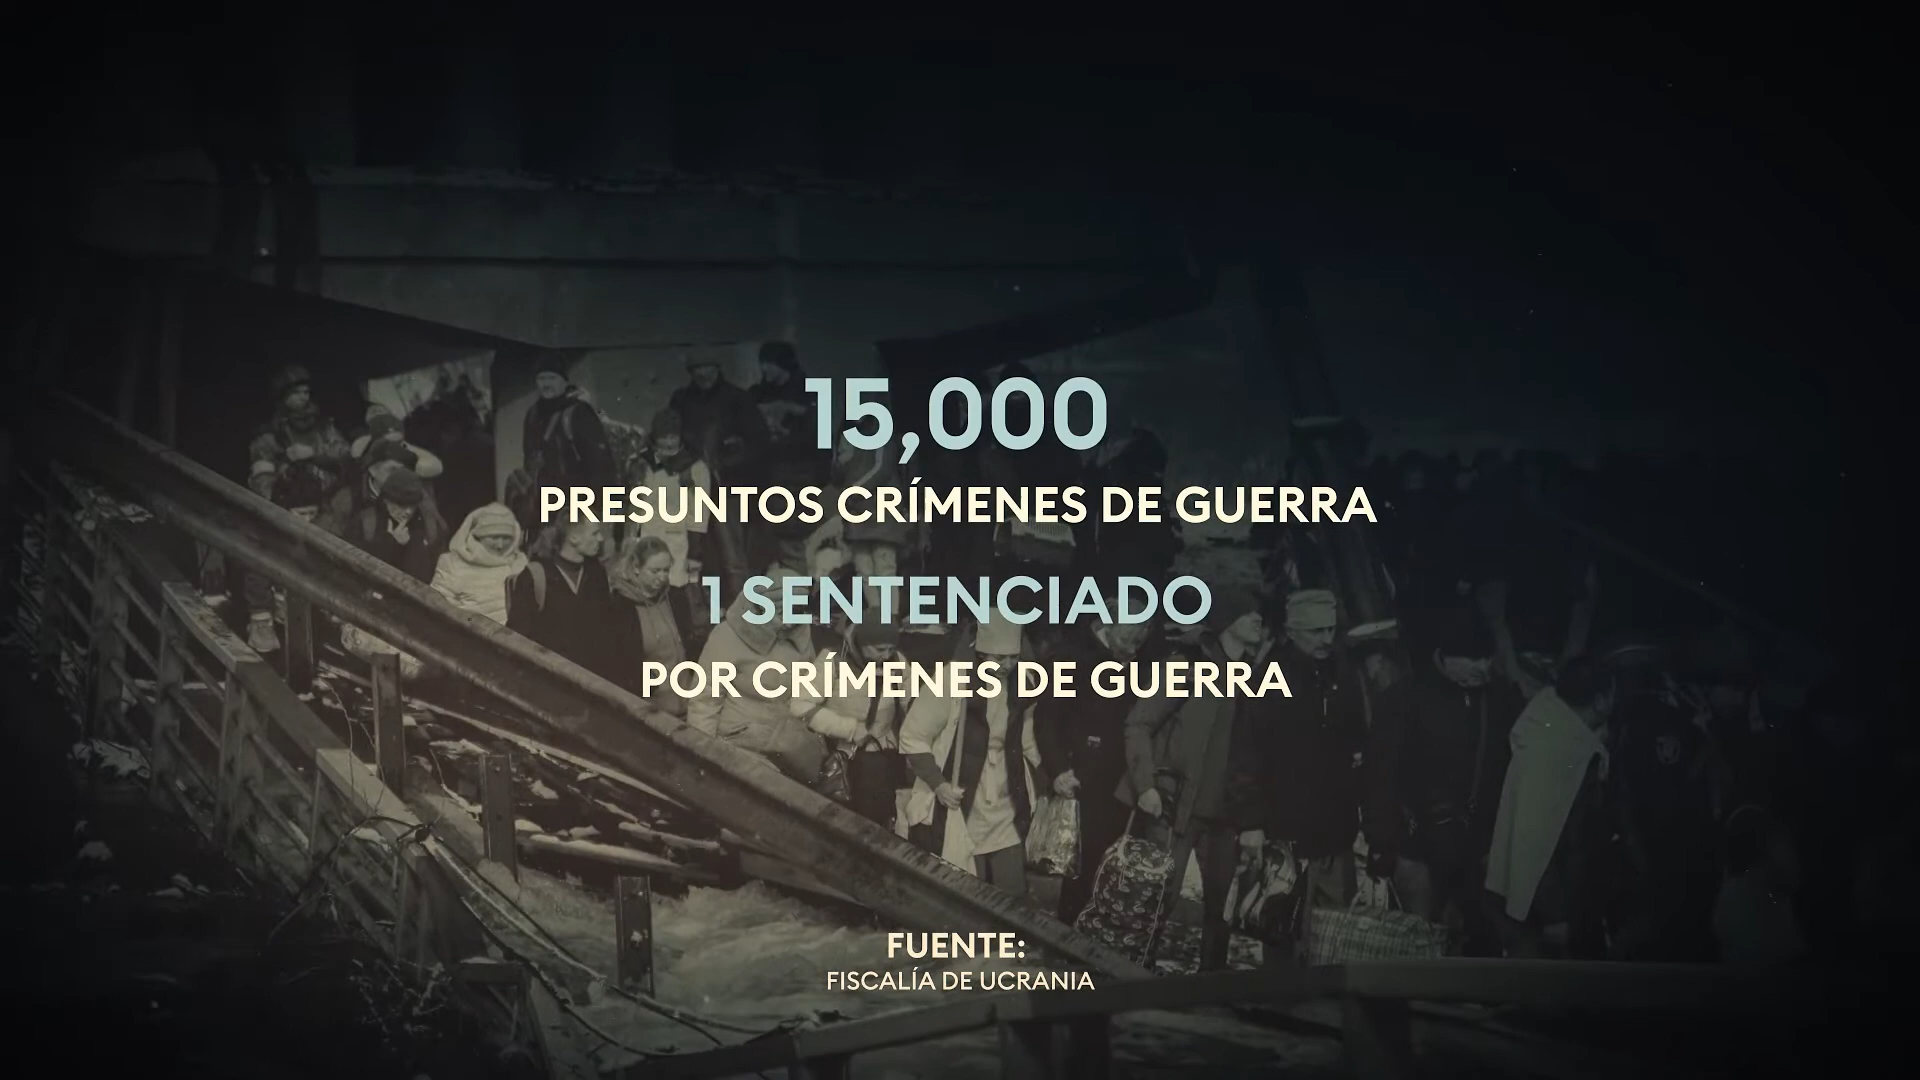 15,000
PRESUNTOS CRÍMENES DE GUERRA
1 SENTENCIADO
POR CRÍMENES DE GUERRA
FUENTE:
FISCALÍA DE UCRANIA